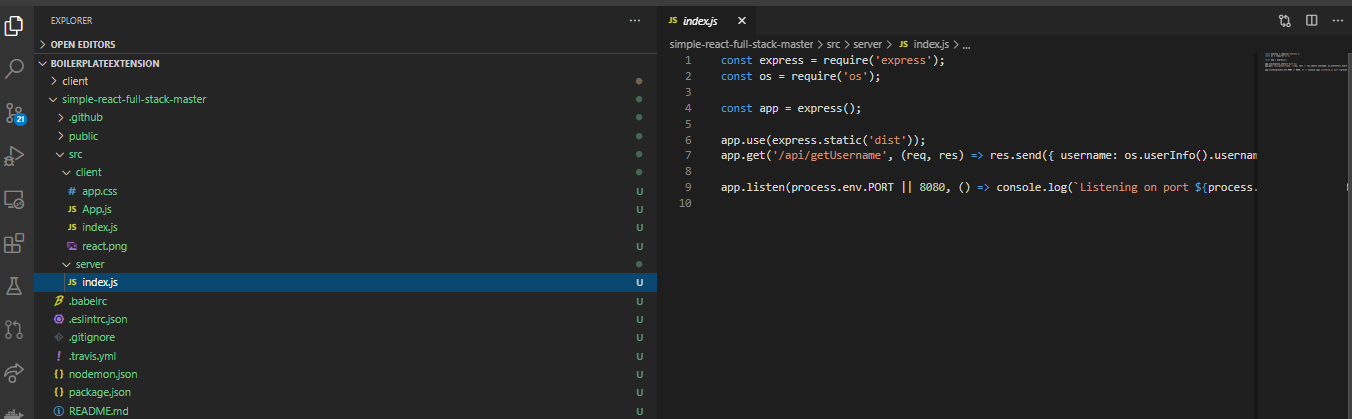 EXPLORER
OPEN EDITORS
BOILERPLATEEXTENSION
client
simple-react-full-stack-master
.github
public
src
client
# app.css U
JS App.js U
JS index.js U
react.png U
server
JS index.js U
.babelrc U
.eslintrc.json U
.gitignore U
! .travis.yml U
{} nodemon.json U
{} package.json U
README.md U
21
JS index.js
simple-react-full-stack-master > src > server > JS index.js > ...
1 const express = require('express');
2 const os = require('os');
3
4 const app = express();
5
6 app.use(express.static('dist'));
7 app.get('/api/getUsername', (req, res) => res.send({ username: os.userInfo().usernam
8
9 app.listen(process.env.PORT || 8080, () => console.log(`Listening on port ${process.
10